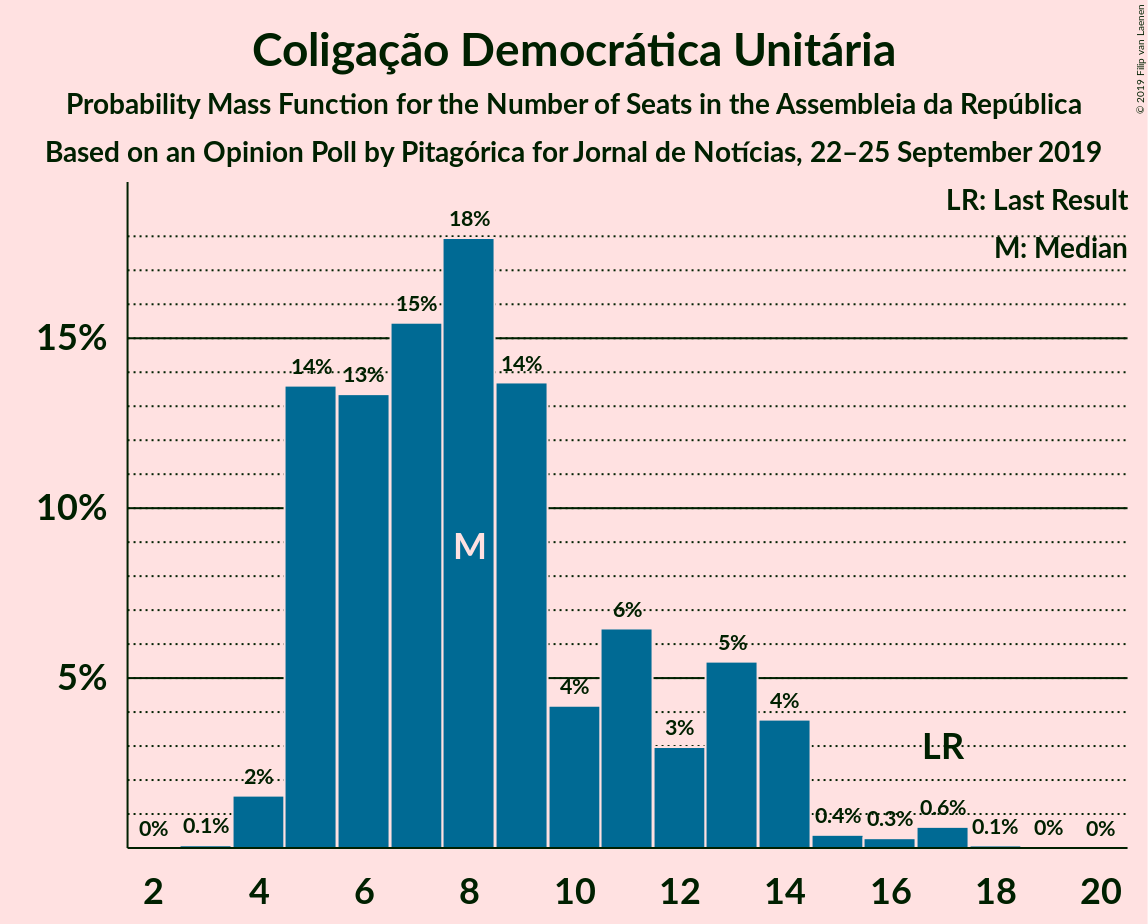 Coligação Democrática Unitária
Probability Mass Function for the Number of Seats in the Assembleia da República
Based on an Opinion Poll by Pitagórica for Jornal de Notícias, 22–25 September 2019
© 2019 Filip van Laenen
LR: Last Result
M: Median
15%
10%
5%
0%
0.1%
2%
14%
13%
15%
18%
14%
4%
6%
3%
5%
4%
0.4%
0.3%
0.6%
0.1%
0%
0%
M
LR
2 4 6 8 10 12 14 16 18 20